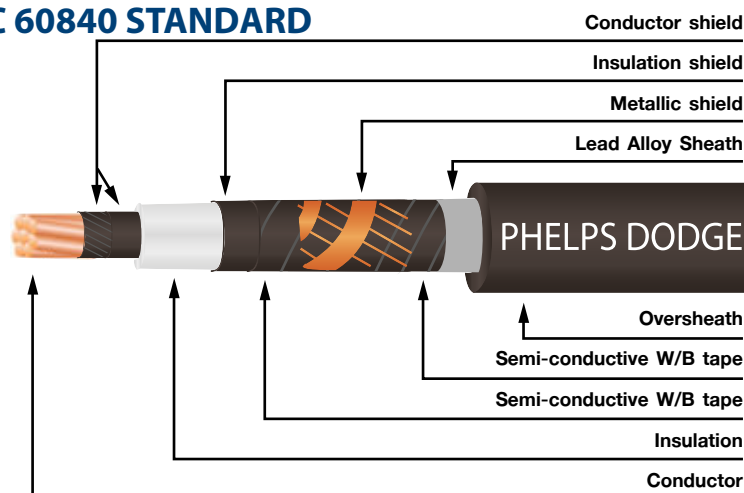 C 60840 STANDARD
Conductor shield
Insulation shield
Metallic shield
Lead Alloy Sheath
PHELPS DODGE
Oversheath
Semi-conductive W/B tape
Semi-conductive W/B tape
Insulation
Conductor